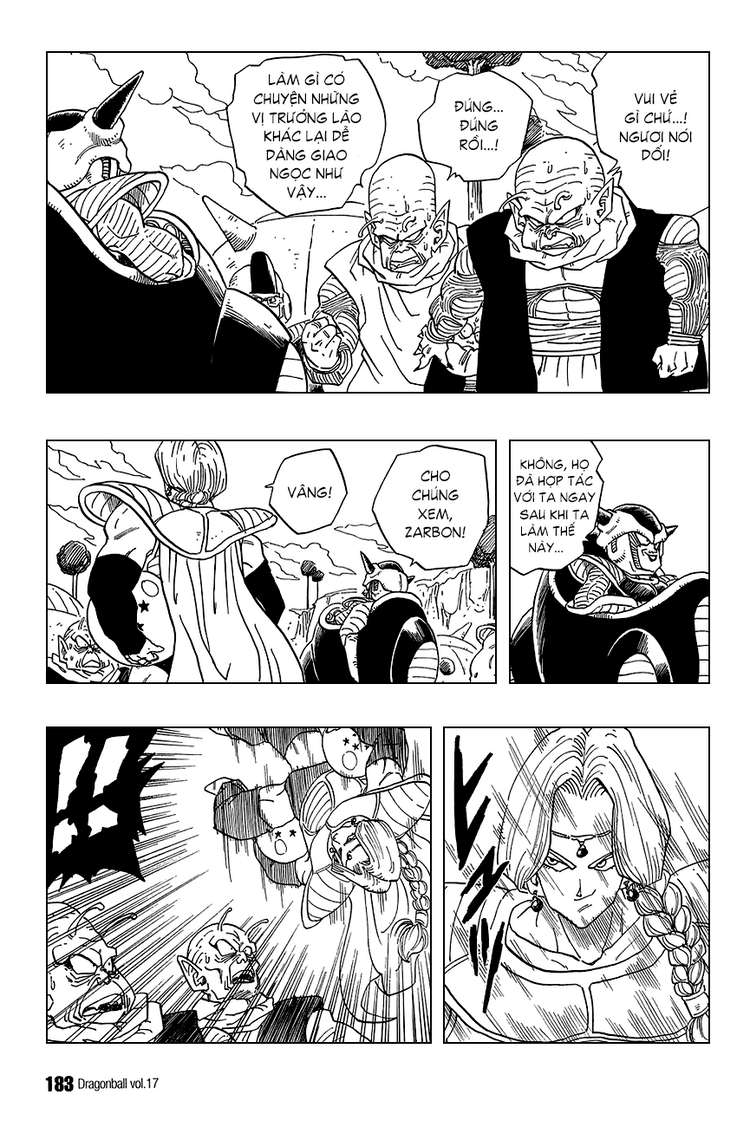 VUI VẺ
GÌ CHỨ...!
NGƯƠI NÓI
DỐI!
ĐÚNG...
ĐÚNG
RỒI...!
LÀM GÌ CÓ
CHUYỆN NHỮNG
VỊ TRƯỞNG LÃO
KHÁC LẠI DỄ
DÀNG GIAO
NGỌC NHƯ
VẬY...
KHÔNG, HỌ
ĐÃ HỢP TÁC
VỚI TA NGAY
SAU KHI TA
LÀM THẾ
NÀY...
CHO
CHÚNG
XEM,
ZARBON!
VÂNG!
183 Dragonball vol.17